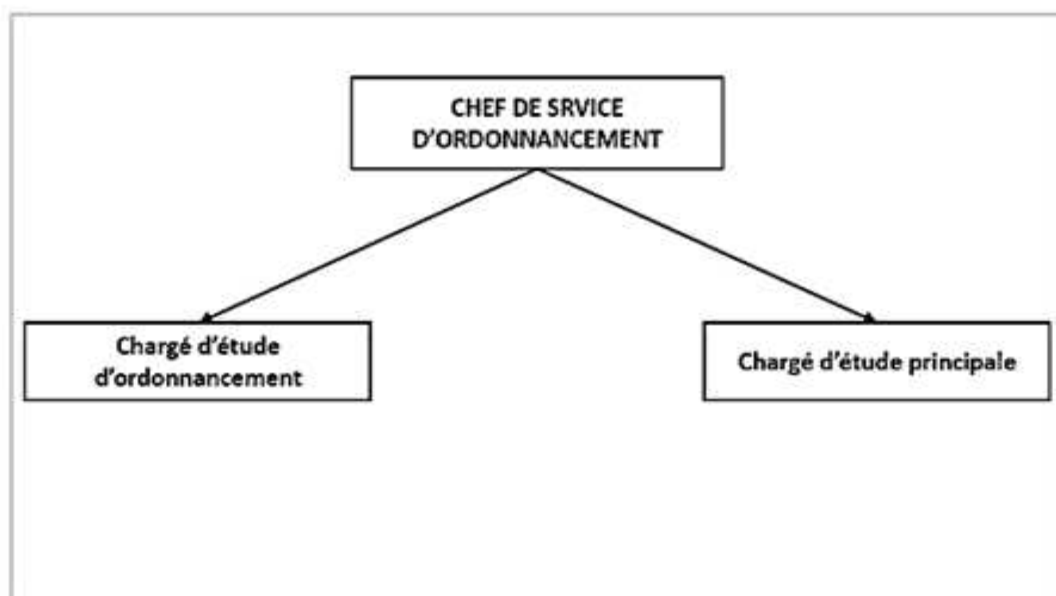 CHEF DE SRVICE
D'ORDONNANCEMENT
Chargé d'étude
d'ordonnancement
Chargé d'étude principale